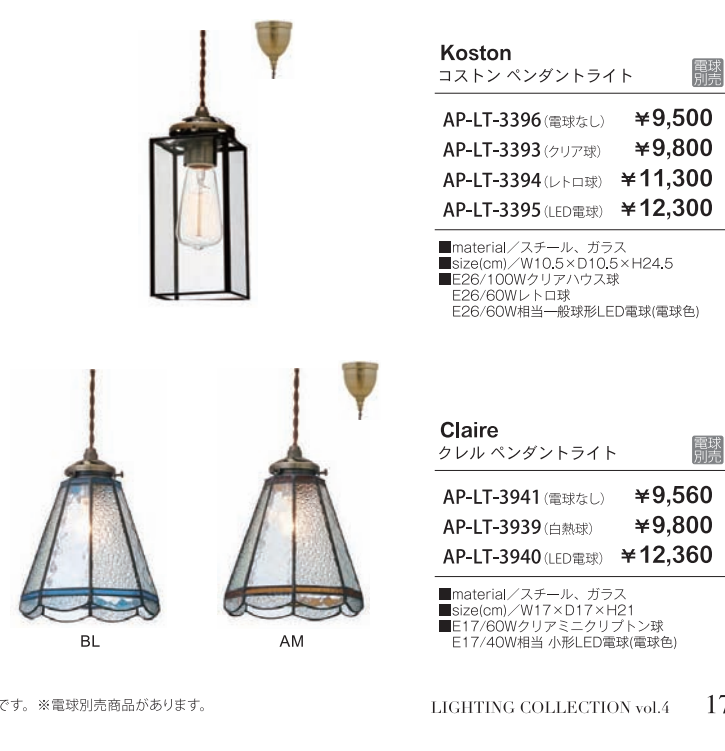 Koston
コストン ペンダントライト
電球
別売
AP-LT-3396(電球なし) ¥9,500
AP-LT-3393(クリア球) ¥9,800
AP-LT-3394(レトロ球) ¥11,300
AP-LT-3395(LED電球) ¥12,300
■material/スチール、ガラス
■size(cm)/W10.5×D10.5×H24.5
■E26/100Wクリアハウス球
E26/60Wレトロ球
E26/60W相当一般球形LED電球(電球色)
BL
AM
Claire
クレル ペンダントライト
電球
別売
AP-LT-3941(電球なし) ¥9,560
AP-LT-3939(白熱球) ¥9,800
AP-LT-3940(LED電球) ¥12,360
■material/スチール、ガラス
■size(cm)/W17×D17×H21
■E17/60Wクリアミニクリプトン球
E17/40W相当 小形LED電球(電球色)
です。※電球別売商品があります。
LIGHTING COLLECTION vol.4 17